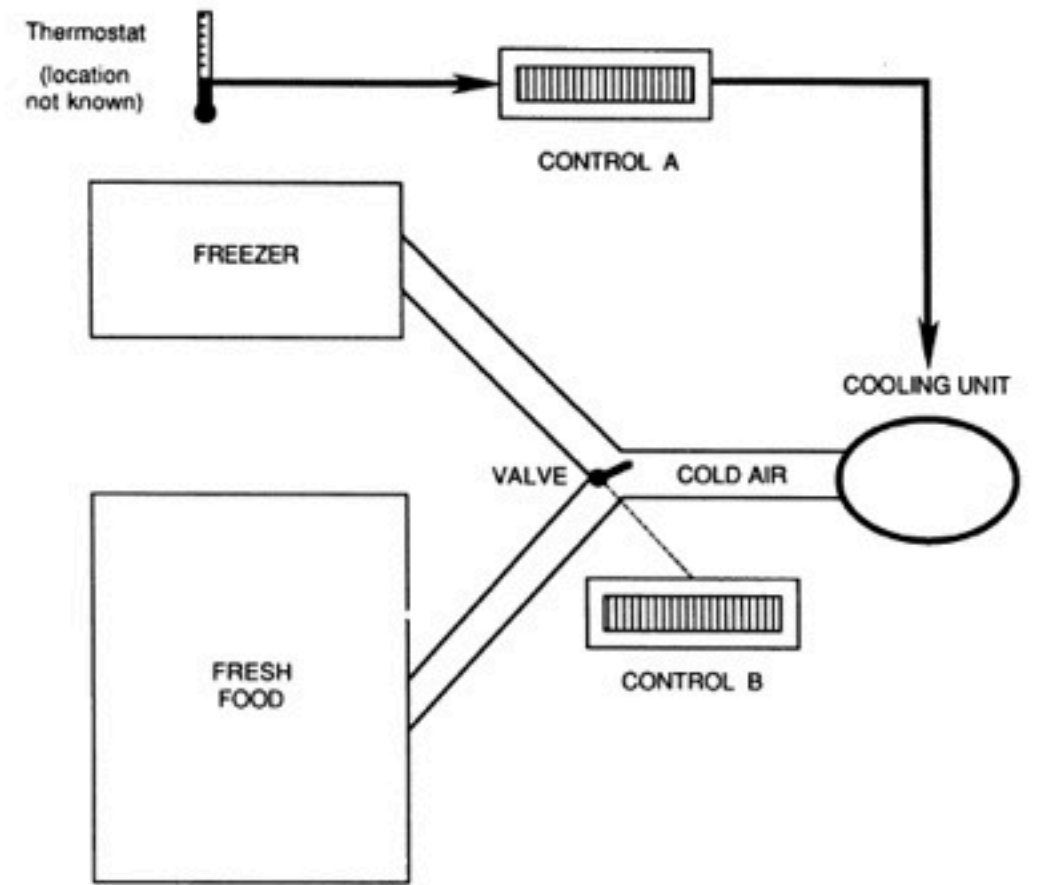 Thermostat
(location
not known)
CONTROL A
FREEZER
COOLING UNIT
VALVE
COLD AIR
FRESH
FOOD
CONTROL B